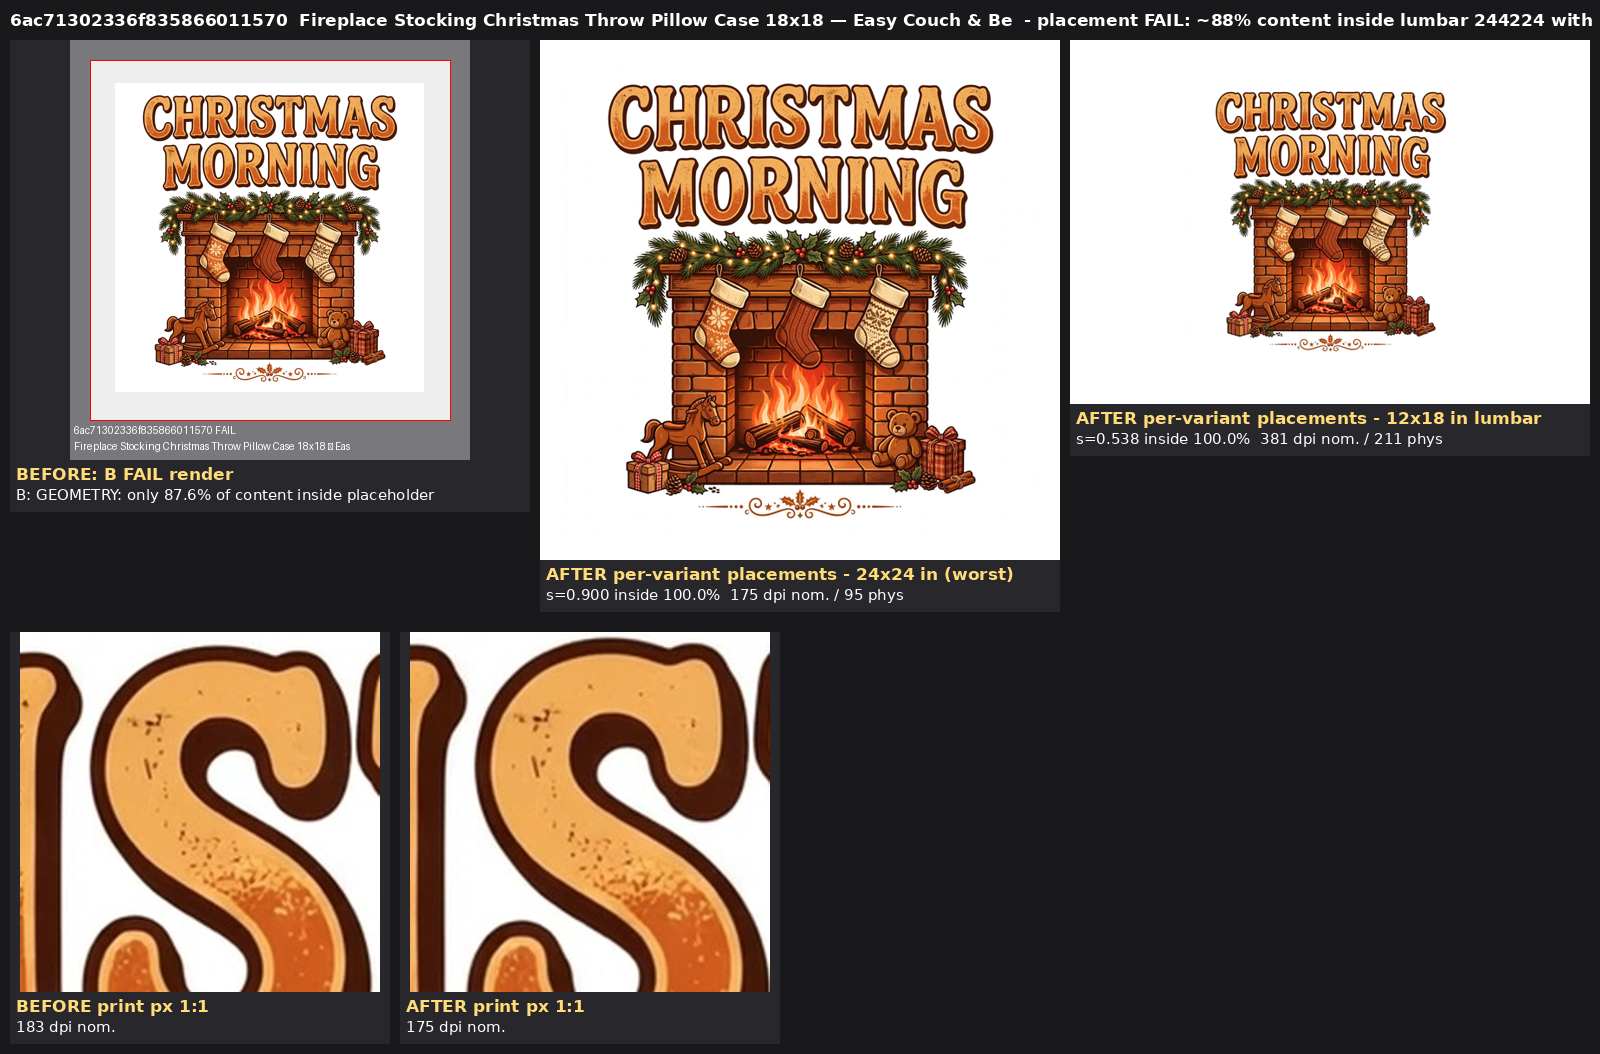 6ac71302336f835866011570  Fireplace Stocking Christmas Throw Pillow Case 18x18 — Easy Couch & Be  - placement FAIL: ~88% content inside lumbar 244224 with
CHRISTMAS
MORNING
6ac71302336f835866011570 FAIL
Fireplace Stocking Christmas Throw Pillow Case 18x18 ☒ Eas
BEFORE: B FAIL render
B: GEOMETRY: only 87.6% of content inside placeholder
CHRISTMAS
MORNING
AFTER per-variant placements - 24x24 in (worst)
s=0.900 inside 100.0%  175 dpi nom. / 95 phys
CHRISTMAS
MORNING
AFTER per-variant placements - 12x18 in lumbar
s=0.538 inside 100.0%  381 dpi nom. / 211 phys
IS
BEFORE print px 1:1
183 dpi nom.
IS
AFTER print px 1:1
175 dpi nom.